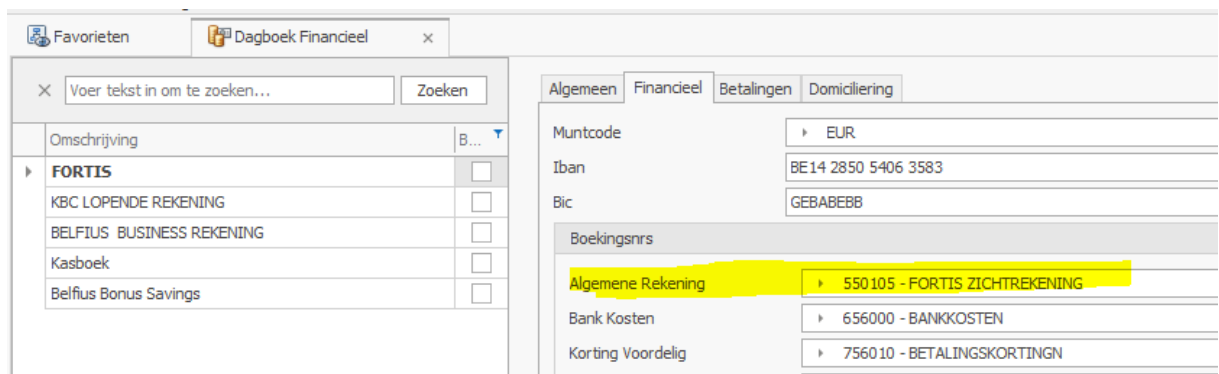 Favorieten
Dagboek Financieel
Voer tekst in om te zoeken...
Zoeken
Omschrijving B...
FORTIS
KBC LOPENDE REKENING
BELFIUS BUSINESS REKENING
Kasboek
Belfius Bonus Savings
Algemeen Financieel Betalingen Domiciliering
Muntcode EUR
Iban BE14 2850 5406 3583
Bic GEBABEBB
Boekingsnrs
Algemene Rekening 550105 - FORTIS ZICHTREKENING
Bank Kosten 656000 - BANKKOSTEN
Korting Voordelig 756010 - BETALINGSKORTINGN